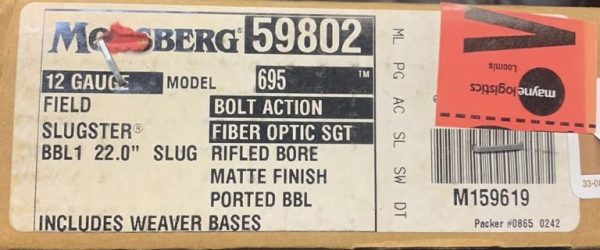 MOSSBERG® 59802
12 GAUGE MODEL 695™
FIELD BOLT ACTION
SLUGSTER® FIBER OPTIC SGT
BBL1 22.0" SLUG RIFLED BORE
MATTE FINISH
PORTED BBL
INCLUDES WEAVER BASES
ML PG AC SL SW DT
mayne logistics
Loomis
M159619
Packer #0865 0242